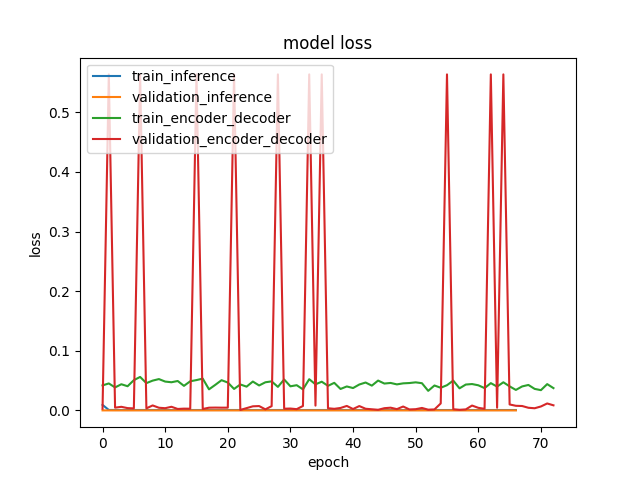 model loss
train_inference
validation_inference
train_encoder_decoder
validation_encoder_decoder
loss
0.5
0.4
0.3
0.2
0.1
0.0
0 10 20 30 40 50 60 70
epoch